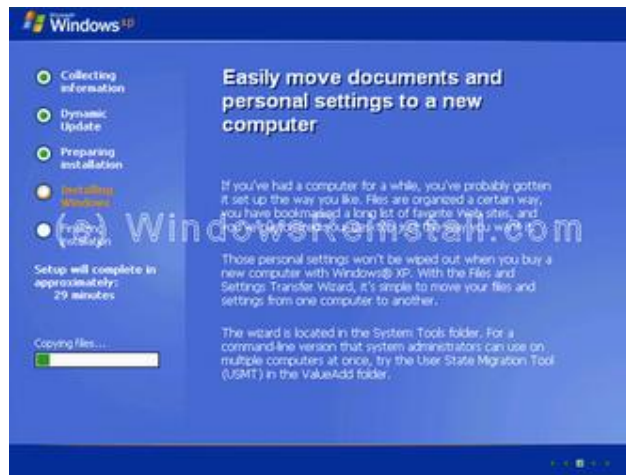 Microsoft
Windows xp
Collecting
information
Dynamic
Update
Preparing
installation
Installing
Windows
Finalizing
installation
Setup will complete in
approximately:
29 minutes
Copying files...
Easily move documents and
personal settings to a new
computer
If you've had a computer for a while, you've probably gotten
it set up the way you like. Files are organized a certain way,
you have bookmarked a long list of favorite Web sites, and
(c) WindowsReinstall.com
Those personal settings won't be wiped out when you buy a
new computer with Windows® XP. With the Files and
Settings Transfer Wizard, it's simple to move your files and
settings from one computer to another.
The wizard is located in the System Tools folder. For a
command-line version that system administrators can use on
multiple computers at once, try the User State Migration Tool
(USMT) in the ValueAdd folder.